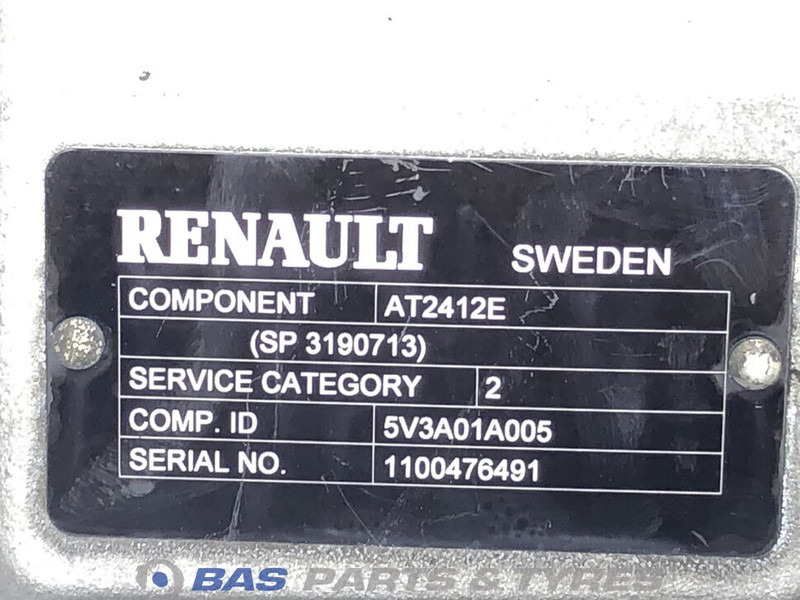 RENAULT SWEDEN
COMPONENT AT2412E
(SP 3190713)
SERVICE CATEGORY 2
COMP. ID 5V3A01A005
SERIAL NO. 1100476491
BAS PARTS & TYRES